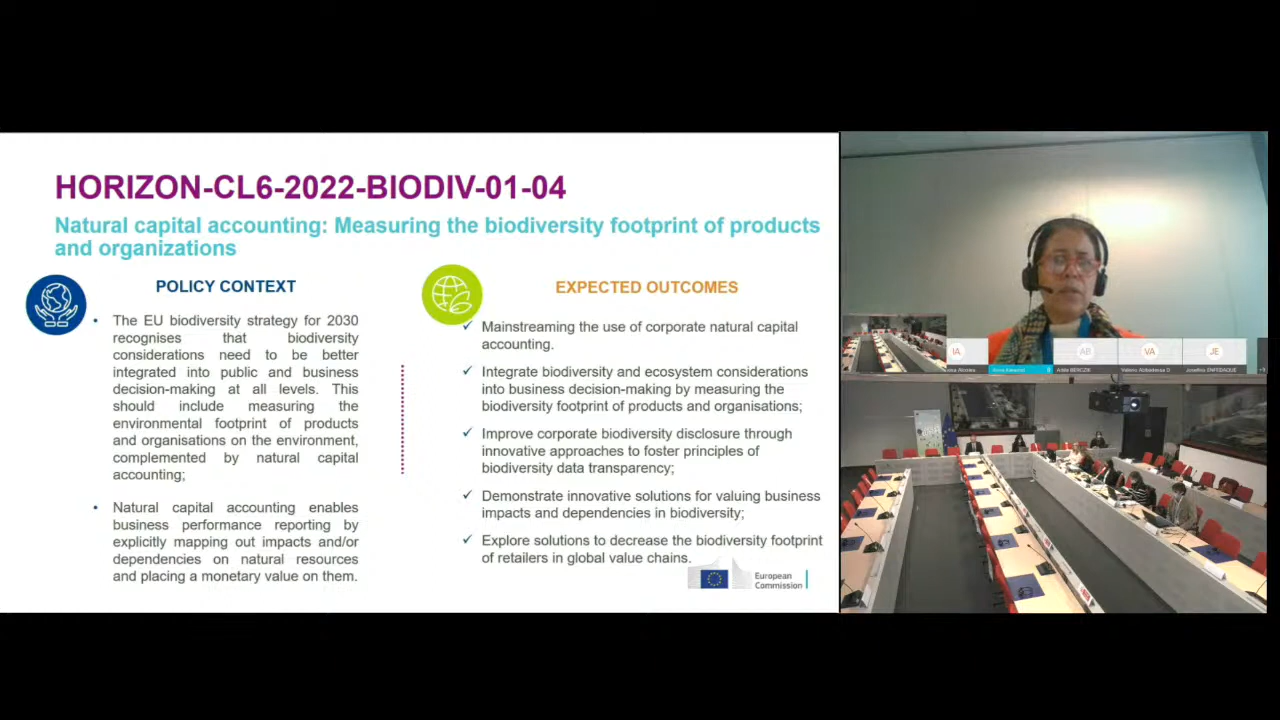 HORIZON-CL6-2022-BIODIV-01-04
Natural capital accounting: Measuring the biodiversity footprint of products
and organizations
POLICY CONTEXT
• The EU biodiversity strategy for 2030
recognises that biodiversity
considerations need to be better
integrated into public and business
decision-making at all levels. This
should include measuring the
environmental footprint of products
and organisations on the environment,
complemented by natural capital
accounting;
• Natural capital accounting enables
business performance reporting by
explicitly mapping out impacts and/or
dependencies on natural resources
and placing a monetary value on them.
EXPECTED OUTCOMES
✓ Mainstreaming the use of corporate natural capital
accounting.
✓ Integrate biodiversity and ecosystem considerations
into business decision-making by measuring the
biodiversity footprint of products and organisations;
✓ Improve corporate biodiversity disclosure through
innovative approaches to foster principles of
biodiversity data transparency;
✓ Demonstrate innovative solutions for valuing business
impacts and dependencies in biodiversity;
✓ Explore solutions to decrease the biodiversity footprint
of retailers in global value chains.
European
Commission
IA
AB
VA
JE